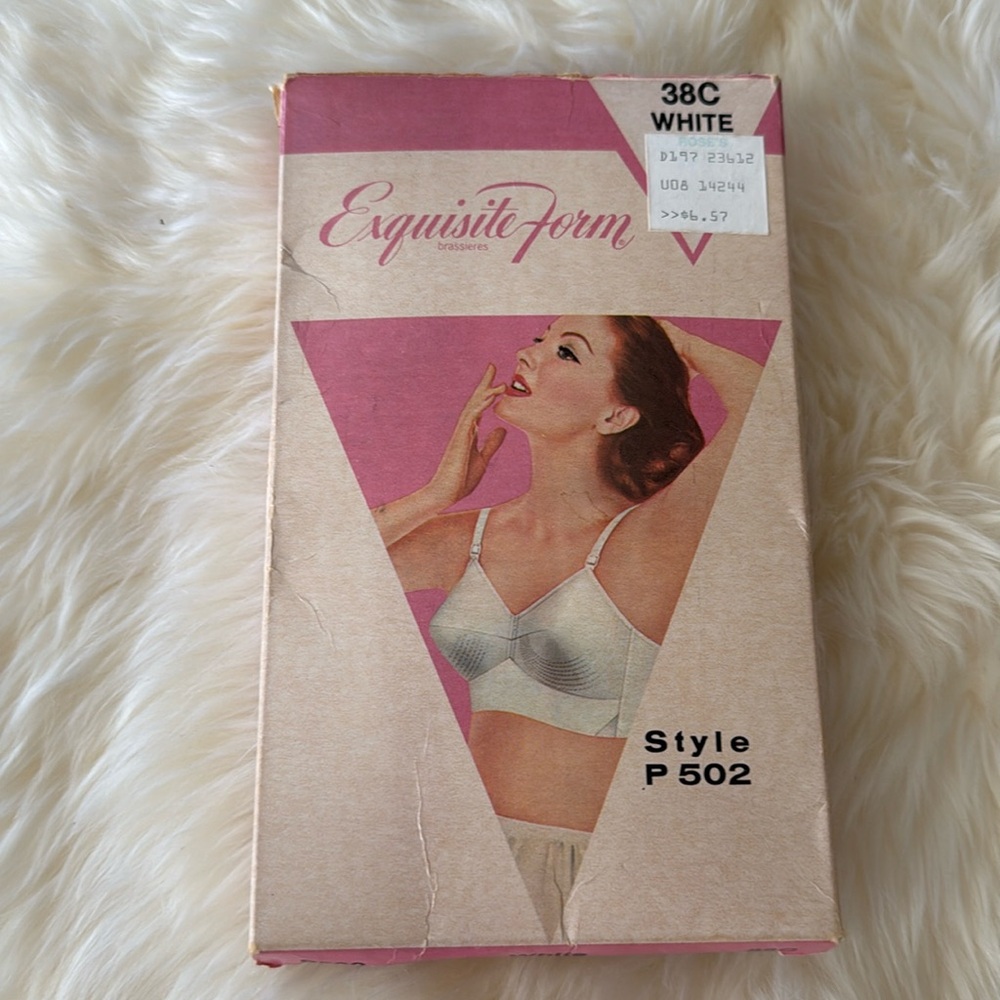 38C
WHITE
ROSE'S
D197 23612
U08 14244
>>$6.57
Exquisite Form
brassieres
Style
P 502